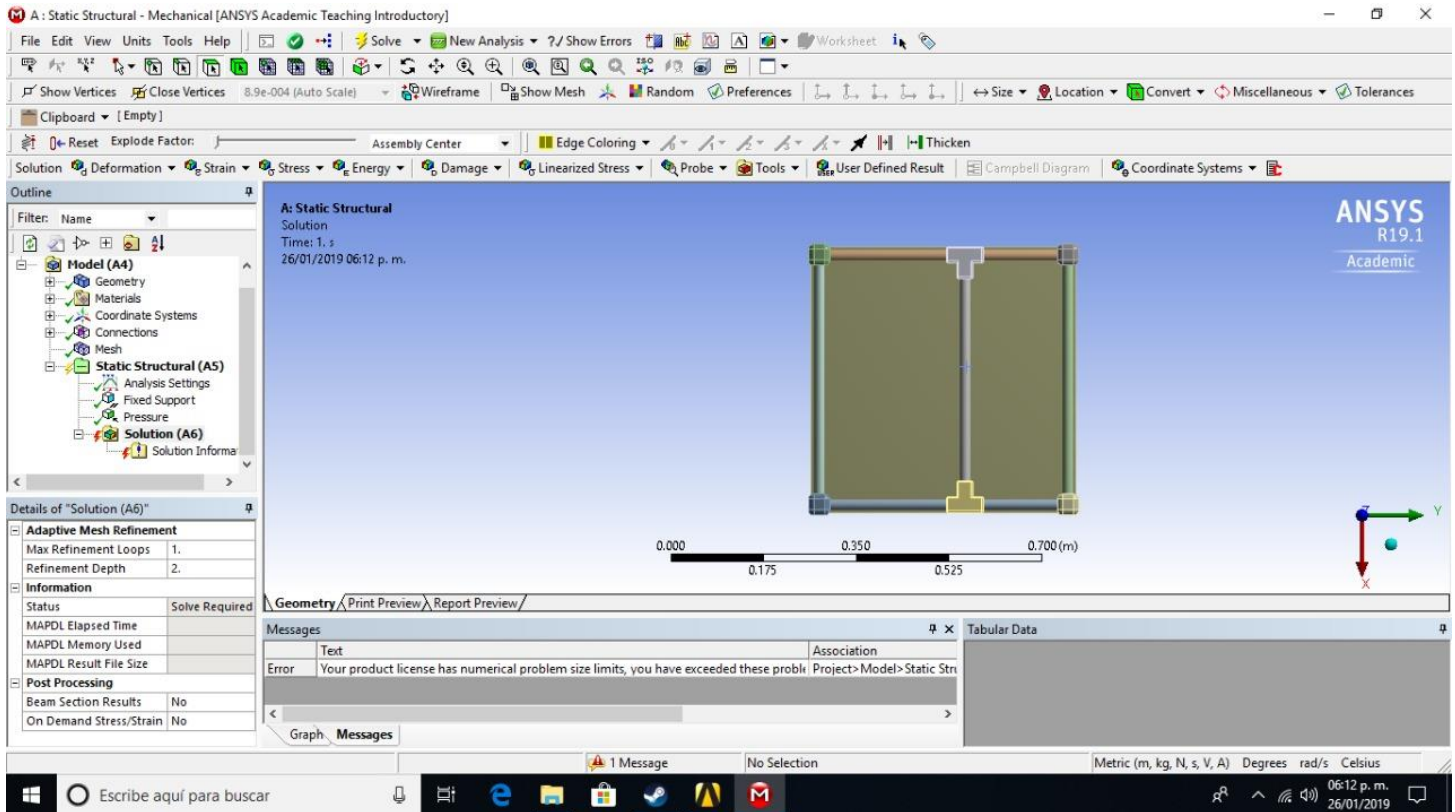 A : Static Structural - Mechanical [ANSYS Academic Teaching Introductory]
File Edit View Units Tools Help Solve New Analysis ?/ Show Errors Worksheet
Show Vertices Close Vertices 8.9e-004 (Auto Scale) Wireframe Show Mesh Random Preferences Size Location Convert Miscellaneous Tolerances
Clipboard [ Empty ]
Reset Explode Factor: Assembly Center Edge Coloring Thicken
Solution Deformation Strain Stress Energy Damage Linearized Stress Probe Tools User Defined Result Campbell Diagram Coordinate Systems
Outline
Filter: Name
Model (A4)
Geometry
Materials
Coordinate Systems
Connections
Mesh
Static Structural (A5)
Analysis Settings
Fixed Support
Pressure
Solution (A6)
Solution Informa
A: Static Structural
Solution
Time: 1. s
26/01/2019 06:12 p. m.
ANSYS
R19.1
Academic
0.000 0.350 0.700 (m)
0.175 0.525
Z
Y
X
Geometry Print Preview Report Preview
Details of "Solution (A6)"
Adaptive Mesh Refinement
Max Refinement Loops 1.
Refinement Depth 2.
Information
Status Solve Required
MAPDL Elapsed Time
MAPDL Memory Used
MAPDL Result File Size
Post Processing
Beam Section Results No
On Demand Stress/Strain No
Messages
Text Association
Error Your product license has numerical problem size limits, you have exceeded these proble Project>Model>Static Stru
Graph Messages
Tabular Data
1 Message No Selection Metric (m, kg, N, s, V, A) Degrees rad/s Celsius
Escribe aquí para buscar
06:12 p. m.
26/01/2019